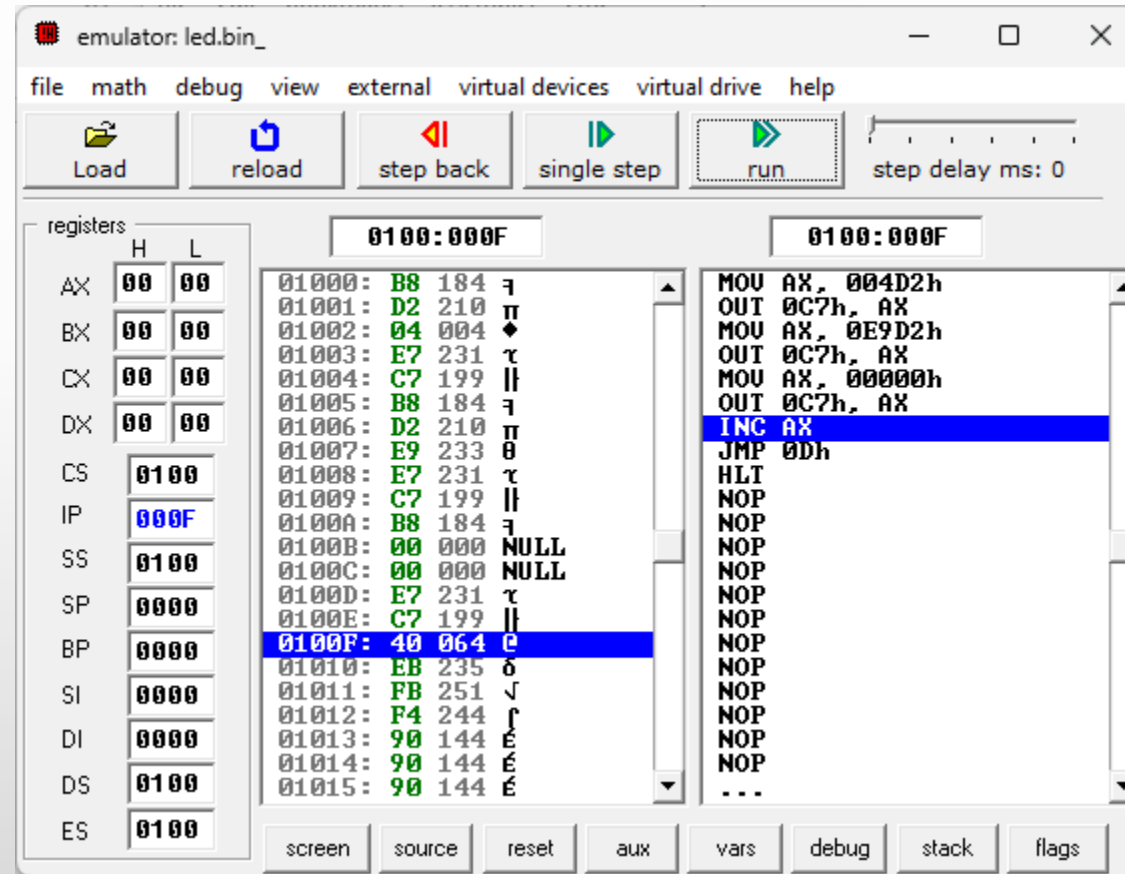 emulator: led.bin_
file math debug view external virtual devices virtual drive help
Load reload step back single step run step delay ms: 0
registers
H L
AX 00 00
BX 00 00
CX 00 00
DX 00 00
CS 0100
IP 000F
SS 0100
SP 0000
BP 0000
SI 0000
DI 0000
DS 0100
ES 0100
0100:000F
01000: B8 184 ╕
01001: D2 210 π
01002: 04 004 ♦
01003: E7 231 τ
01004: C7 199 ╟
01005: B8 184 ╕
01006: D2 210 π
01007: E9 233 θ
01008: E7 231 τ
01009: C7 199 ╟
0100A: B8 184 ╕
0100B: 00 000 NULL
0100C: 00 000 NULL
0100D: E7 231 τ
0100E: C7 199 ╟
0100F: 40 064 @
01010: EB 235 δ
01011: FB 251 √
01012: F4 244 ⌠
01013: 90 144 É
01014: 90 144 É
01015: 90 144 É
0100:000F
MOV AX, 004D2h
OUT 0C7h, AX
MOV AX, 0E9D2h
OUT 0C7h, AX
MOV AX, 00000h
OUT 0C7h, AX
INC AX
JMP 0Dh
HLT
NOP
NOP
NOP
NOP
NOP
NOP
NOP
NOP
NOP
NOP
NOP
NOP
...
screen source reset aux vars debug stack flags